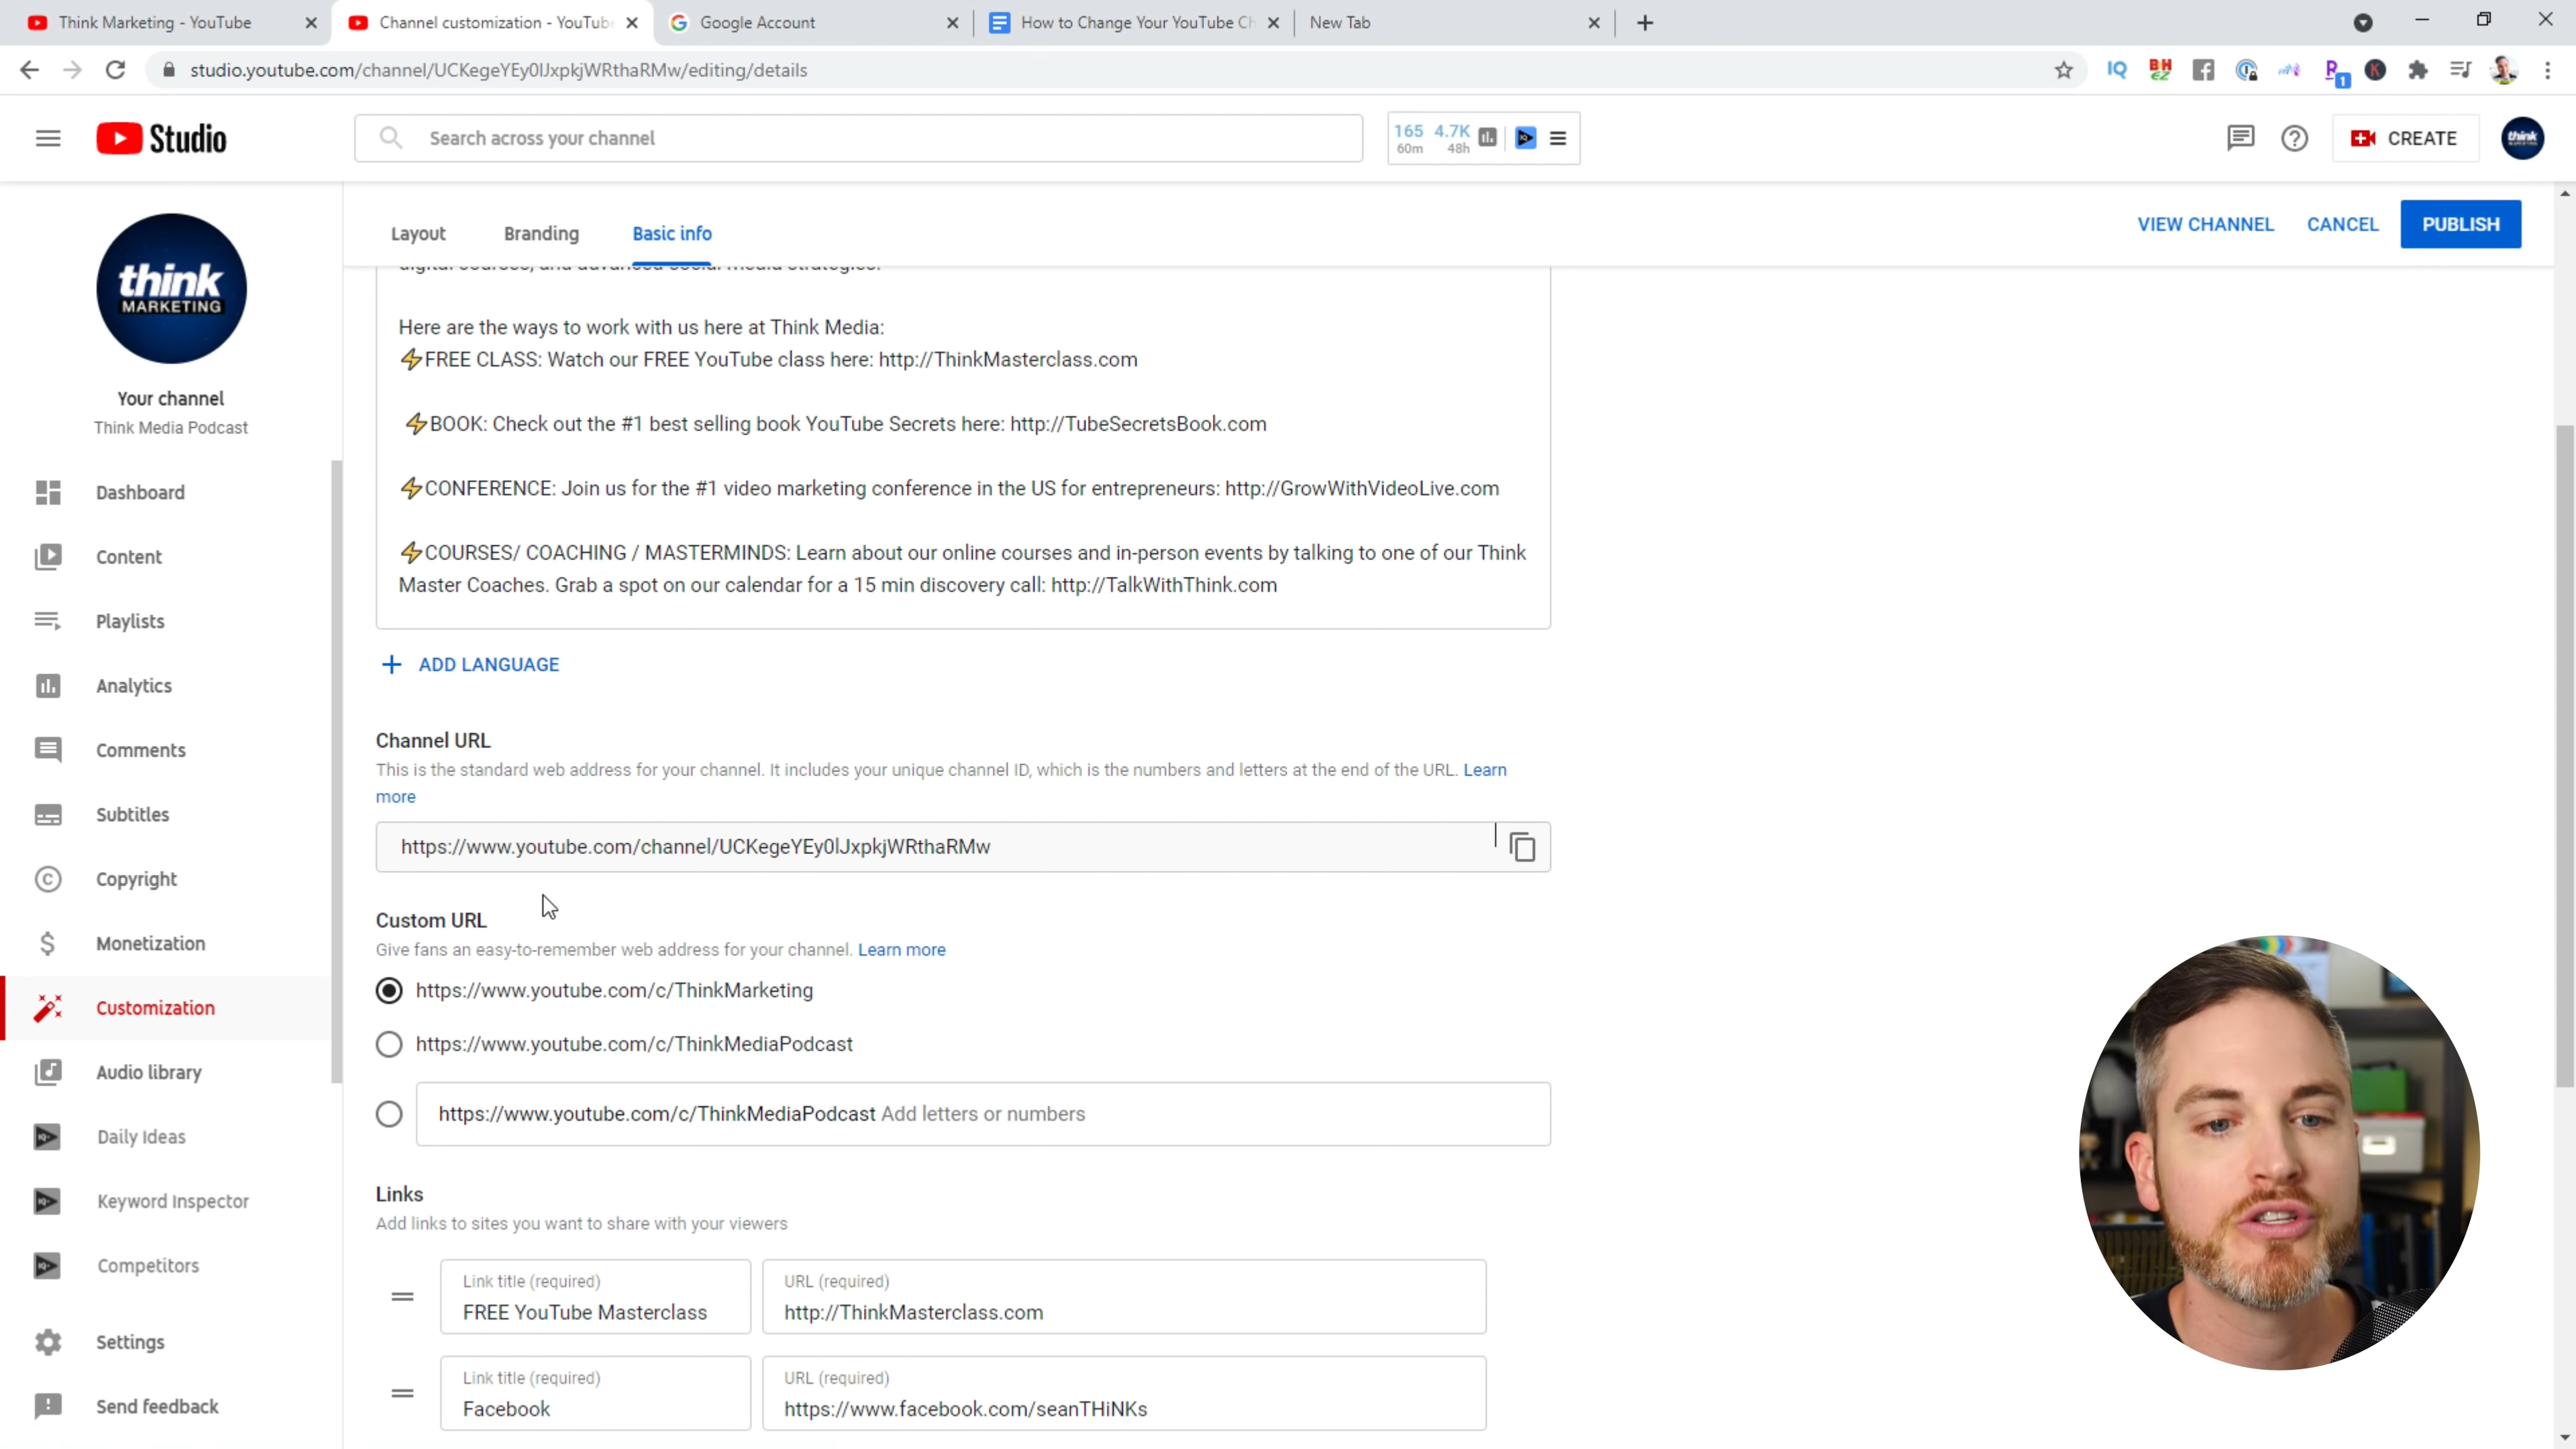 Think Marketing - YouTube
Channel customization - YouTub
Google Account
How to Change Your YouTube Ch
New Tab
studio.youtube.com/channel/UCKegeYEy0lJxpkjWRthaRMw/editing/details
IQ
1
Studio
Search across your channel
165 4.7K
60m 48h
CREATE
think
think
MARKETING
Your channel
Think Media Podcast
Dashboard
Content
Playlists
Analytics
Comments
Subtitles
Copyright
Monetization
Customization
Audio library
Daily Ideas
Keyword Inspector
Competitors
Settings
Send feedback
Layout Branding Basic info
VIEW CHANNEL CANCEL PUBLISH
digital courses, and advanced social media strategies.
Here are the ways to work with us here at Think Media:
⚡FREE CLASS: Watch our FREE YouTube class here: http://ThinkMasterclass.com
⚡BOOK: Check out the #1 best selling book YouTube Secrets here: http://TubeSecretsBook.com
⚡CONFERENCE: Join us for the #1 video marketing conference in the US for entrepreneurs: http://GrowWithVideoLive.com
⚡COURSES/ COACHING / MASTERMINDS: Learn about our online courses and in-person events by talking to one of our Think
Master Coaches. Grab a spot on our calendar for a 15 min discovery call: http://TalkWithThink.com
ADD LANGUAGE
Channel URL
This is the standard web address for your channel. It includes your unique channel ID, which is the numbers and letters at the end of the URL. Learn
more
https://www.youtube.com/channel/UCKegeYEy0lJxpkjWRthaRMw
Custom URL
Give fans an easy-to-remember web address for your channel. Learn more
https://www.youtube.com/c/ThinkMarketing
https://www.youtube.com/c/ThinkMediaPodcast
https://www.youtube.com/c/ThinkMediaPodcast Add letters or numbers
Links
Add links to sites you want to share with your viewers
Link title (required)
FREE YouTube Masterclass
URL (required)
http://ThinkMasterclass.com
Link title (required)
Facebook
URL (required)
https://www.facebook.com/seanTHiNKs